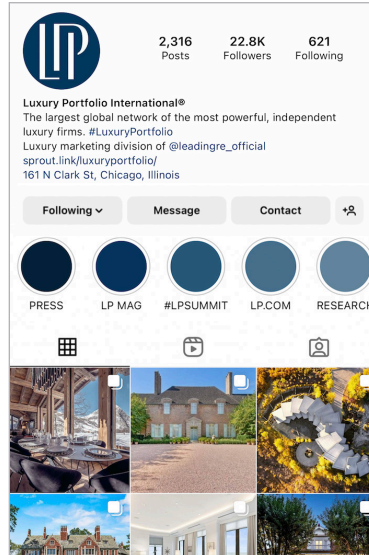 LP
2,316 22.8K 621
Posts Followers Following
Luxury Portfolio International®
The largest global network of the most powerful, independent
luxury firms. #LuxuryPortfolio
Luxury marketing division of @leadingre_official
sprout.link/luxuryportfolio/
161 N Clark St, Chicago, Illinois
Following Message Contact
PRESS LP MAG #LPSUMMIT LP.COM RESEARCH